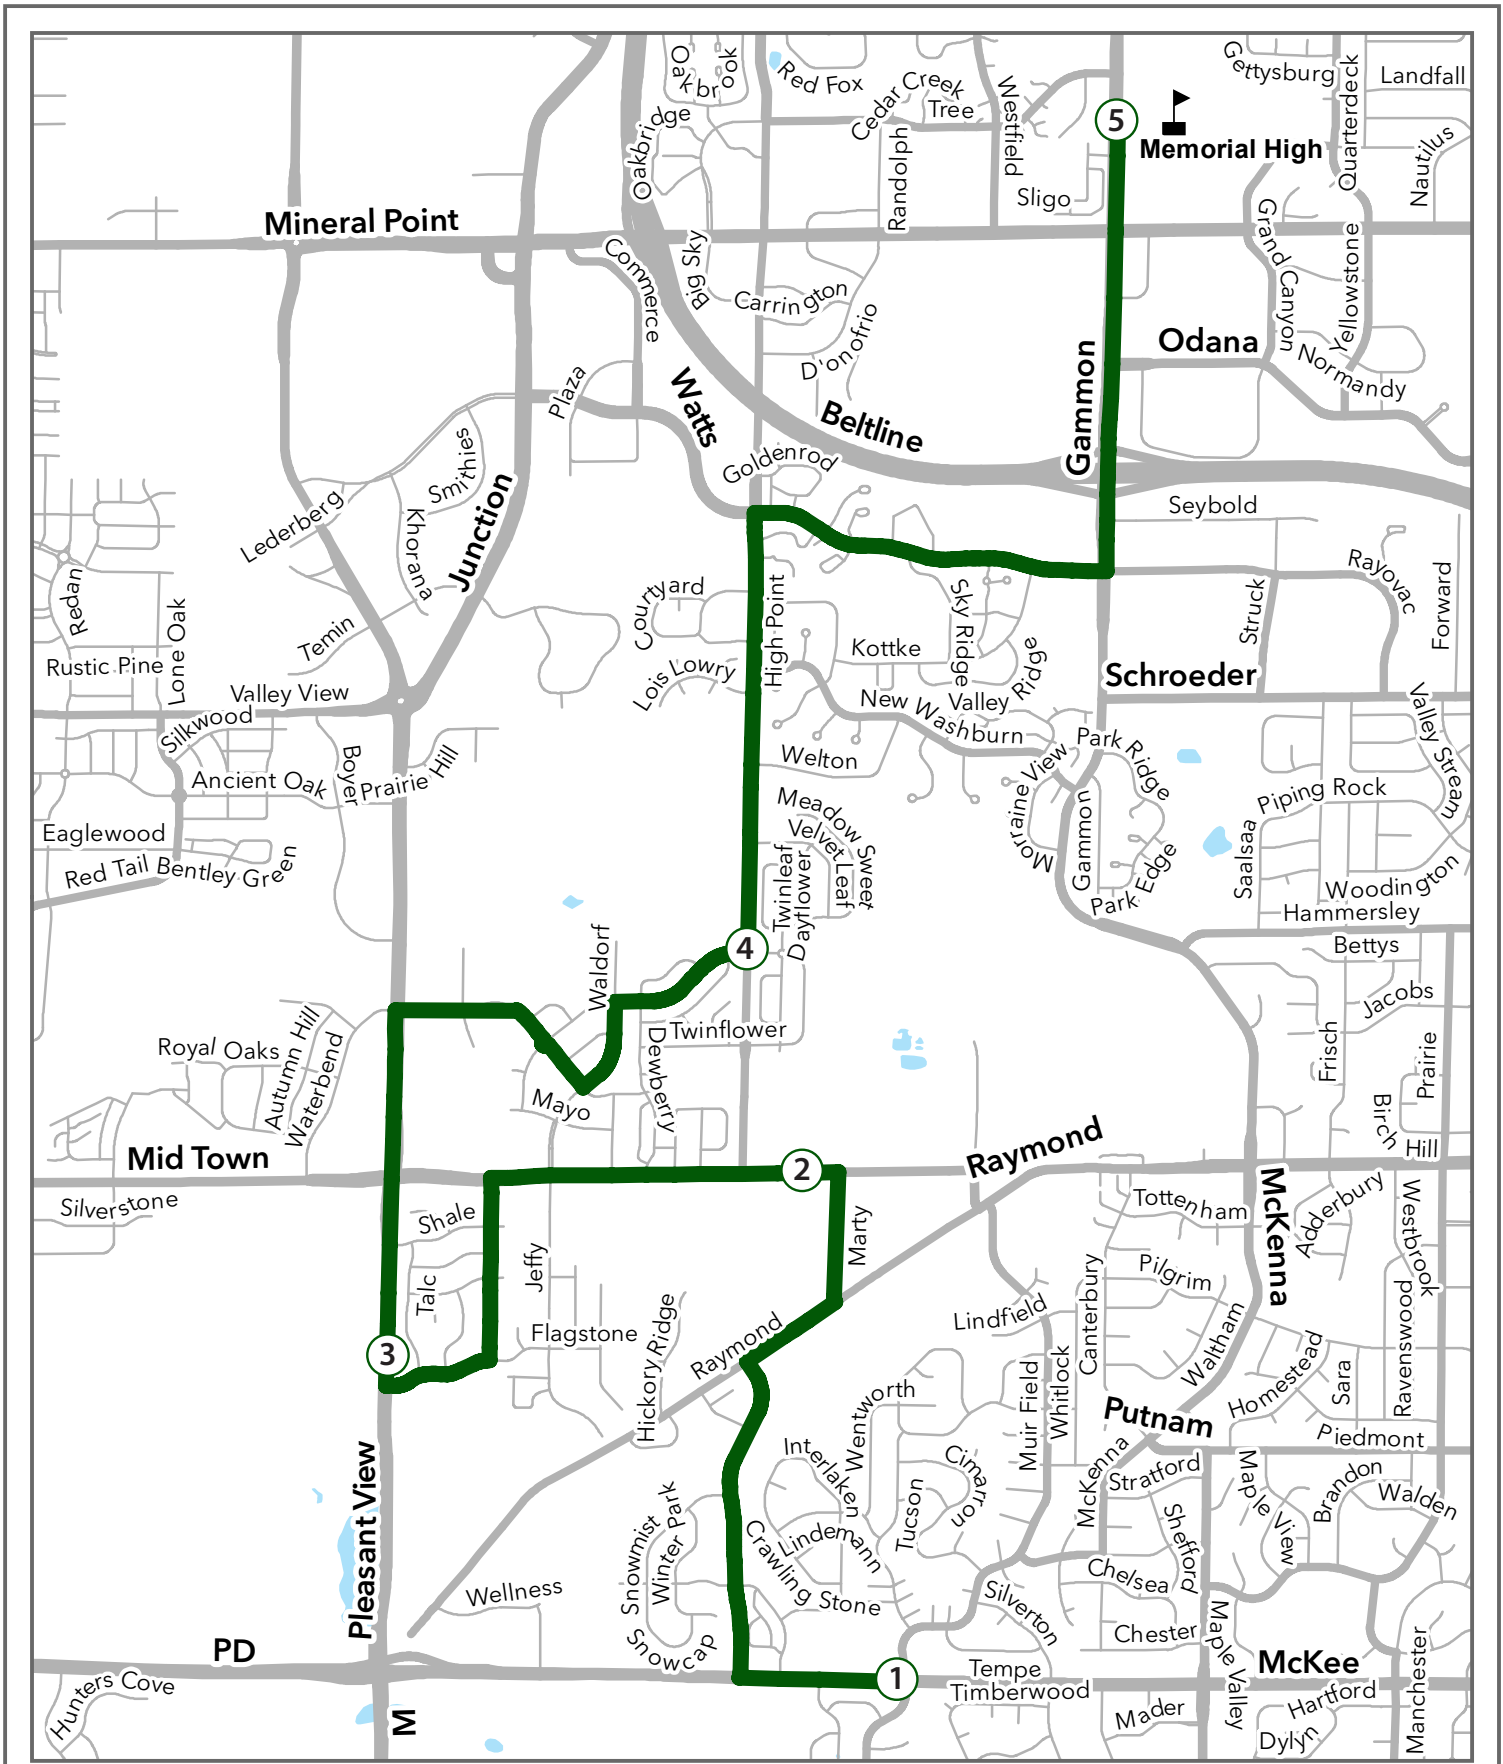 Oakbrook
Red Fox
Cedar Creek
Tree
Westfield
Gettysburg
Quarterdeck
Landfall
Oakbridge
5
Memorial High
Randolph
Sligo
Nautilus
Mineral Point
Commerce
Big Sky
Carrington
D'onofrio
Grand Canyon
Yellowstone
Odana
Normandy
Plaza
Watts
Beltline
Gammon
Goldenrod
Smithies
Lederberg
Khorana
Junction
Seybold
Redan
Lone Oak
Temin
Courtyard
High Point
Sky Ridge
Struck
Rayovac
Forward
Rustic Pine
Kottke
Valley View
Lois Lowry
Valley Ridge
Schroeder
Silkwood
New Washburn
Valley Stream
Boyer
Prairie Hill
Welton
Park Ridge
Ancient Oak
Morraine View
Piping Rock
Eaglewood
Meadow Sweet
Velvet Leaf
Gammon
Saalsaa
Red Tail
Bentley Green
Twinleaf
Dayflower
Park Edge
Woodington
Hammersley
4
Waldorf
Bettys
Jacobs
Royal Oaks
Autumn Hill
Waterbend
Twinflower
Dewberry
Frisch
Prairie
Mayo
Birch
Hill
Mid Town
2
Raymond
Silverstone
Shale
Marty
Tottenham
McKenna
Adderbury
Westbrook
Talc
Jeffy
Pilgrim
Canterbury
Lindfield
Flagstone
Hickory Ridge
Raymond
Waltham
Ravenswood
3
Homestead
Sara
Muir Field
Whitlock
Wentworth
Putnam
Piedmont
Pleasant View
Interlaken
Cimarron
McKenna
Stratford
Maple View
Brandon
Walden
Winter Park
Snowmist
Tucson
Lindemann
Shefford
Crawling Stone
Chelsea
Wellness
Silverton
Snowcap
Chester
Maple Valley
PD
1
Tempe
Timberwood
McKee
Manchester
Hunters Cove
M
Mader
Hartford
Dylyn